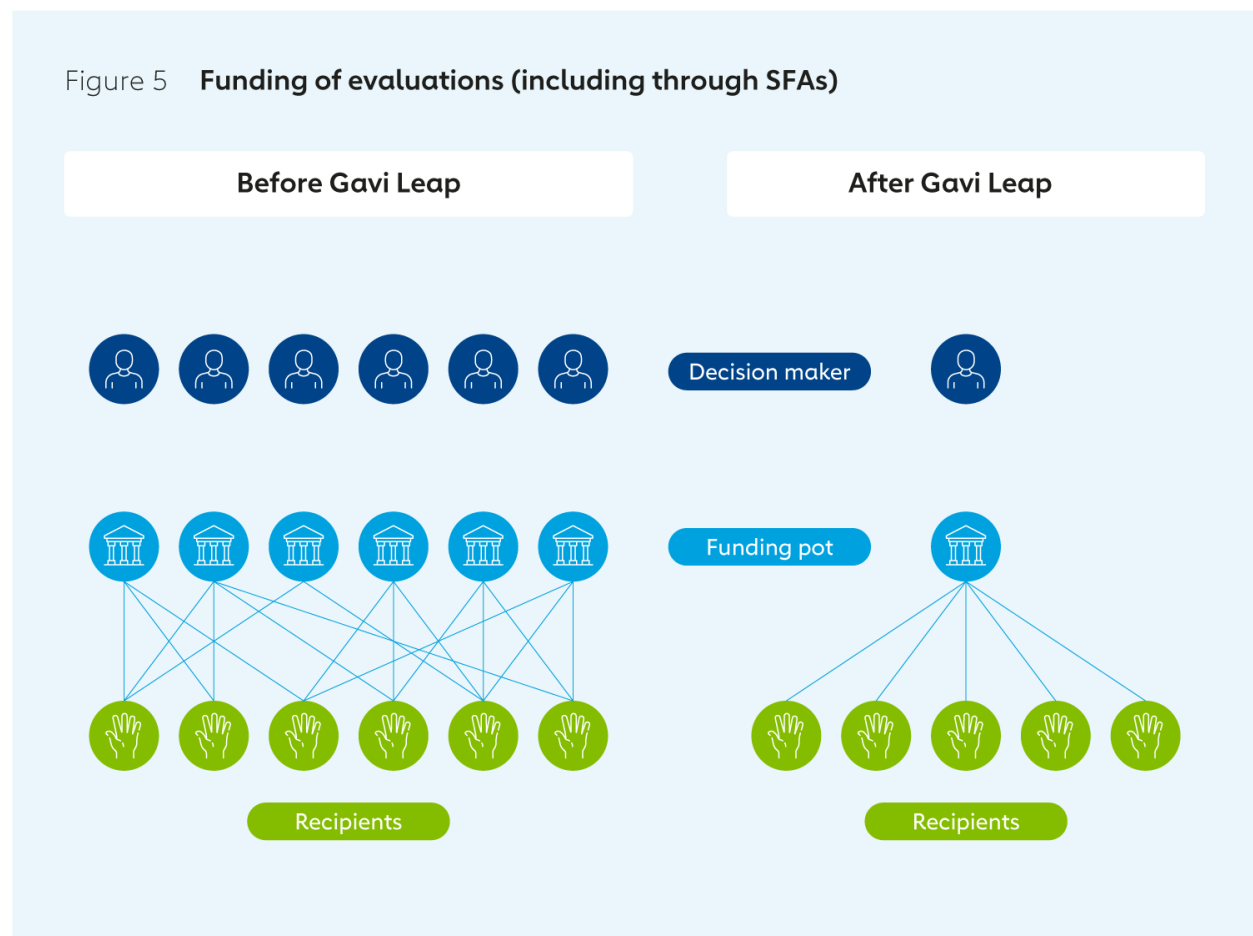 Figure 5 Funding of evaluations (including through SFAs)
Before Gavi Leap
After Gavi Leap
Decision maker
Funding pot
Recipients
Recipients